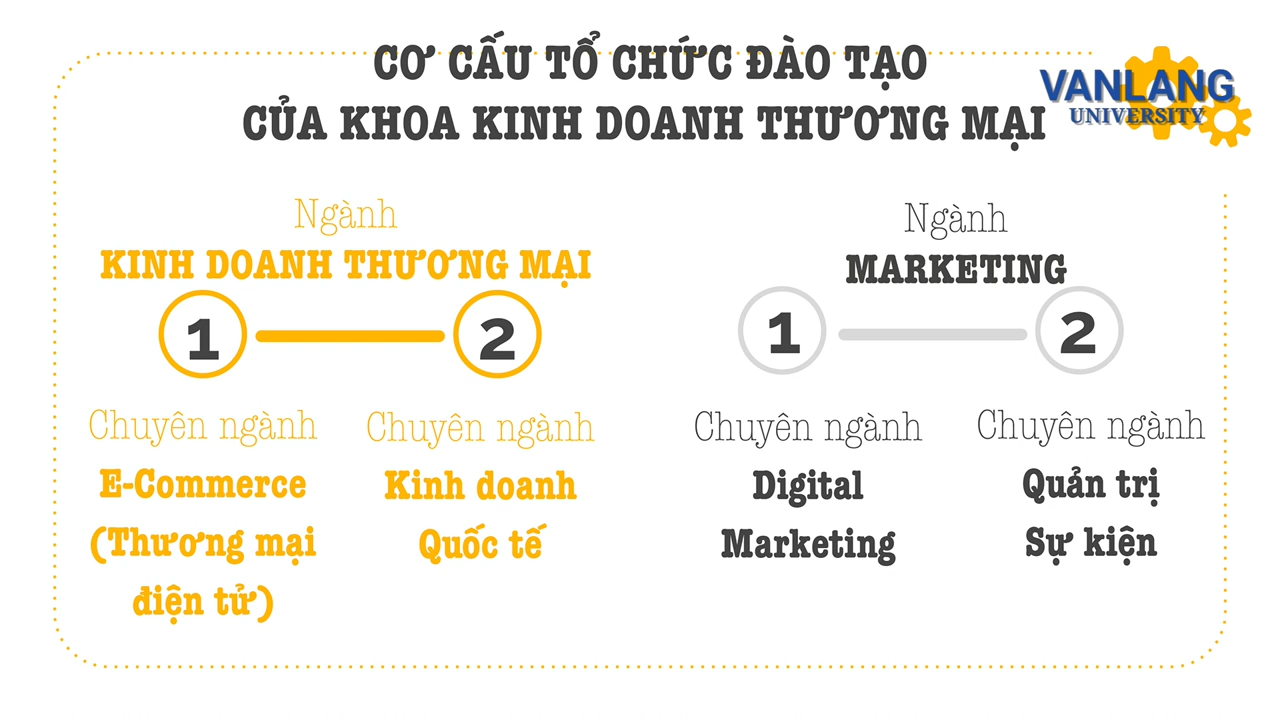 CƠ CẤU TỔ CHỨC ĐÀO TẠO
CỦA KHOA KINH DOANH THƯƠNG MẠI
VANLANG
UNIVERSITY
Ngành
KINH DOANH THƯƠNG MẠI
1
2
Chuyên ngành
E-Commerce
(Thương mại
điện tử)
Chuyên ngành
Kinh doanh
Quốc tế
Ngành
MARKETING
1
2
Chuyên ngành
Digital
Marketing
Chuyên ngành
Quản trị
Sự kiện